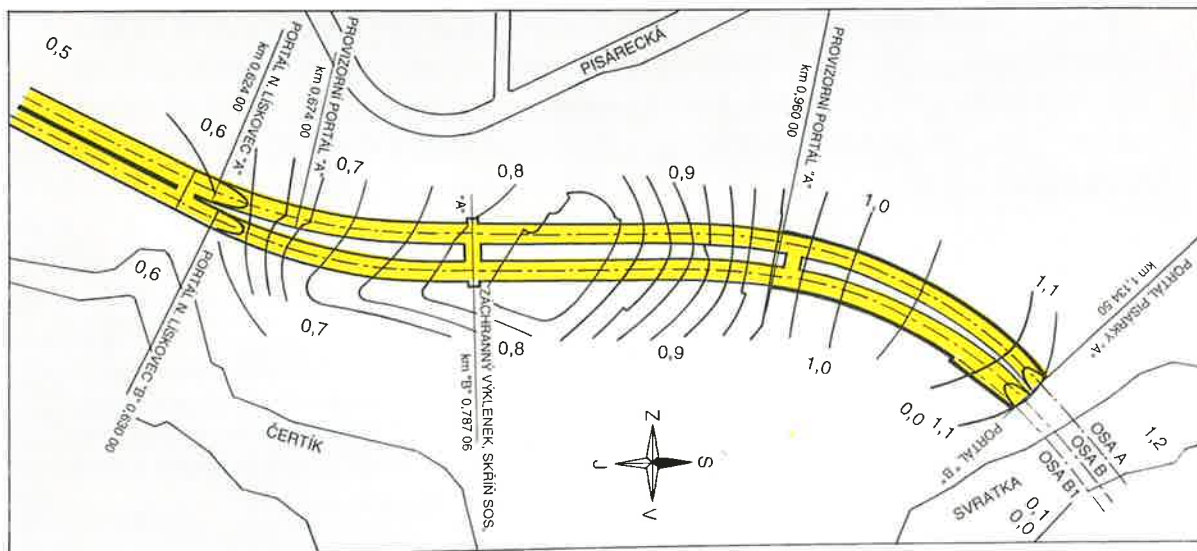 0,5
PORTÁL N. LÍSKOVEC "A"
km 0,624 00
PROVIZORNÍ PORTÁL "A"
km 0,674 00
PISÁRECKÁ
PROVIZORNÍ PORTÁL "A"
km 0,960 00
0,6
0,7
0,8
0,9
1,0
"A"
1,1
PORTÁL PISÁRKY "A"
km 1,134 50
0,6
0,7
0,8
0,9
1,0
0,0
1,1
PORTÁL "B"
PORTÁL N. LÍSKOVEC "B" km 0,630 00
ZÁCHRANNÝ VÝKLENEK, SKŘÍŇ SOS,
km "B" 0,787 06
ČERTÍK
Z
S
J
V
OSA A
OSA B
OSA B1
1,2
SVRATKA
0,1
0,0